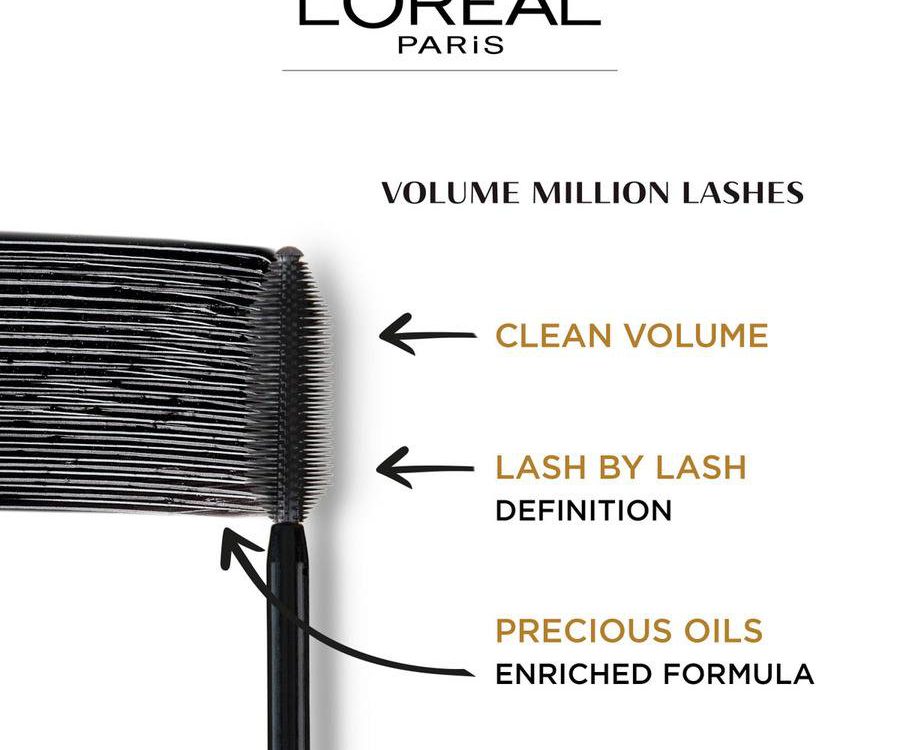 L'ORÉAL
PARiS
VOLUME MILLION LASHES
CLEAN VOLUME
LASH BY LASH
DEFINITION
PRECIOUS OILS
ENRICHED FORMULA